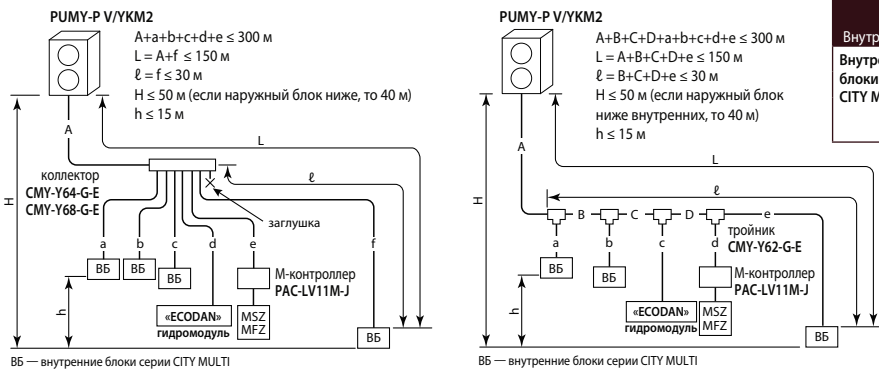 PUMY-P V/YKM2
A+a+b+c+d+e ≤ 300 м
L = A+f ≤ 150 м
ℓ = f ≤ 30 м
H ≤ 50 м (если наружный блок ниже, то 40 м)
h ≤ 15 м
A
L
H
коллектор
CMY-Y64-G-E
CMY-Y68-G-E
ℓ
заглушка
a
b
c
d
e
f
ВБ
ВБ
ВБ
М-контроллер
PAC-LV11M-J
h
«ECODAN»
гидромодуль
MSZ
MFZ
ВБ
ВБ — внутренние блоки серии CITY MULTI
PUMY-P V/YKM2
A+B+C+D+a+b+c+d+e ≤ 300 м
L = A+B+C+D+e ≤ 150 м
ℓ = B+C+D+e ≤ 30 м
H ≤ 50 м (если наружный блок
ниже внутренних, то 40 м)
h ≤ 15 м
A
L
H
ℓ
B
C
D
e
тройник
CMY-Y62-G-E
a
b
c
d
ВБ
ВБ
М-контроллер
PAC-LV11M-J
h
«ECODAN»
гидромодуль
MSZ
MFZ
ВБ
ВБ — внутренние блоки серии CITY MULTI
Внутр
Внутре
блоки
CITY M